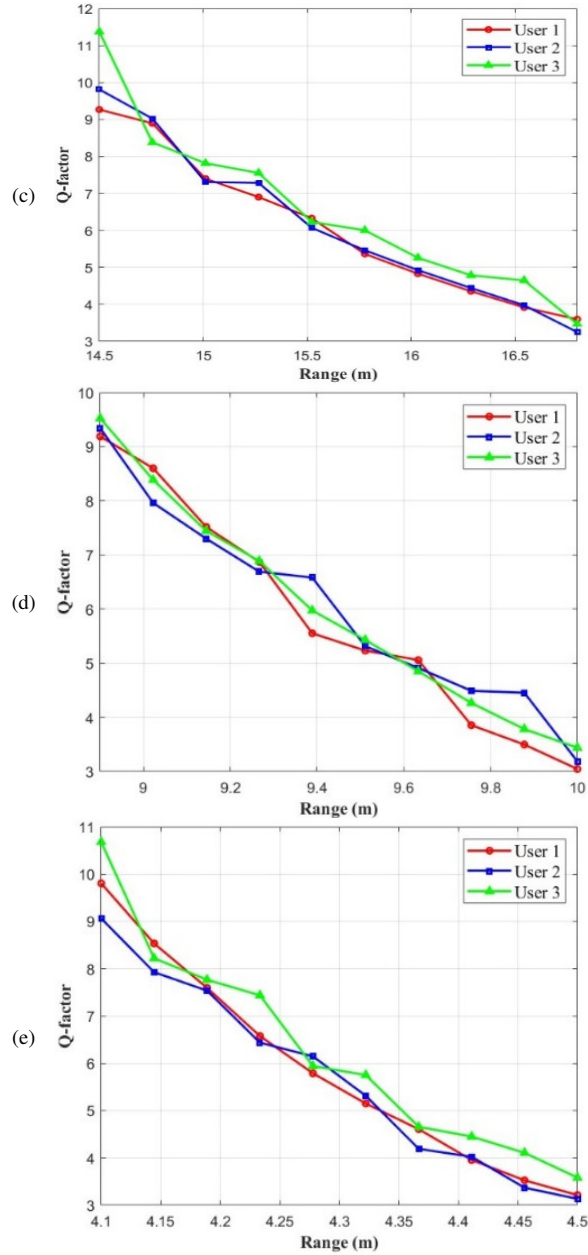 12
11
10
9
8
7
6
5
4
3
Q-factor
User 1
User 2
User 3
(c)
14.5 15 15.5 16 16.5
Range (m)
10
9
8
7
6
5
4
3
Q-factor
User 1
User 2
User 3
(d)
9 9.2 9.4 9.6 9.8 10
Range (m)
11
10
9
8
7
6
5
4
3
Q-factor
User 1
User 2
User 3
(e)
4.1 4.15 4.2 4.25 4.3 4.35 4.4 4.45 4.5
Range (m)